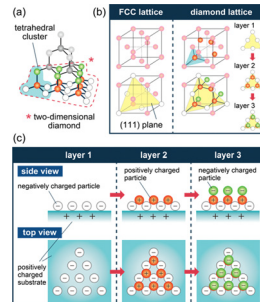 (a)
tetrahedral
cluster
* two-dimensional
diamond
(b)
FCC lattice
diamond lattice
(111) plane
layer 1
layer 2
layer 3
(c)
layer 1
layer 2
layer 3
side view
negatively charged particle
positively charged
particle
negatively charged
particle
+ + + +
top view
positively
charged
substrate